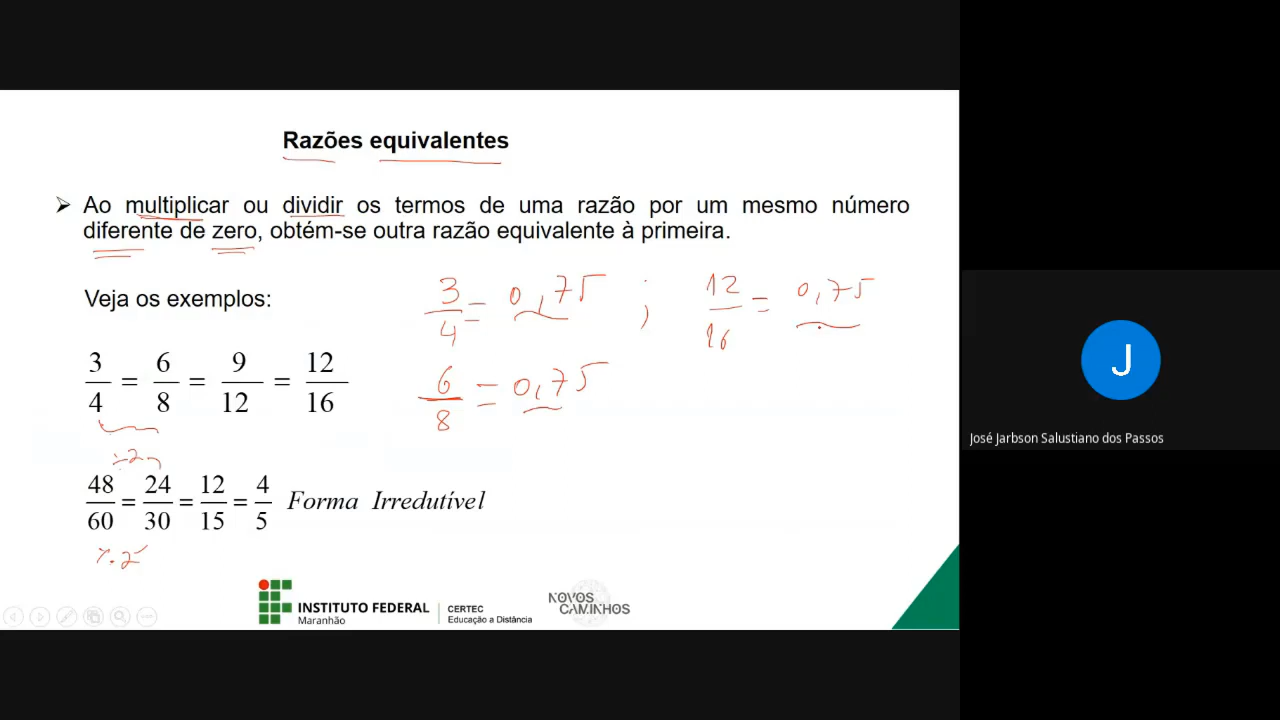 Razões equivalentes
Ao multiplicar ou dividir os termos de uma razão por um mesmo número
diferente de zero, obtém-se outra razão equivalente à primeira.
Veja os exemplos:
3/4 = 0,75 ; 12/16 = 0,75
3/4 = 6/8 = 9/12 = 12/16
6/8 = 0,75
÷2
48/60 = 24/30 = 12/15 = 4/5 Forma Irredutível
÷2
INSTITUTO FEDERAL
Maranhão
CERTEC
Educação a Distância
NOVOS
CAMINHOS
J
José Jarbson Salustiano dos Passos